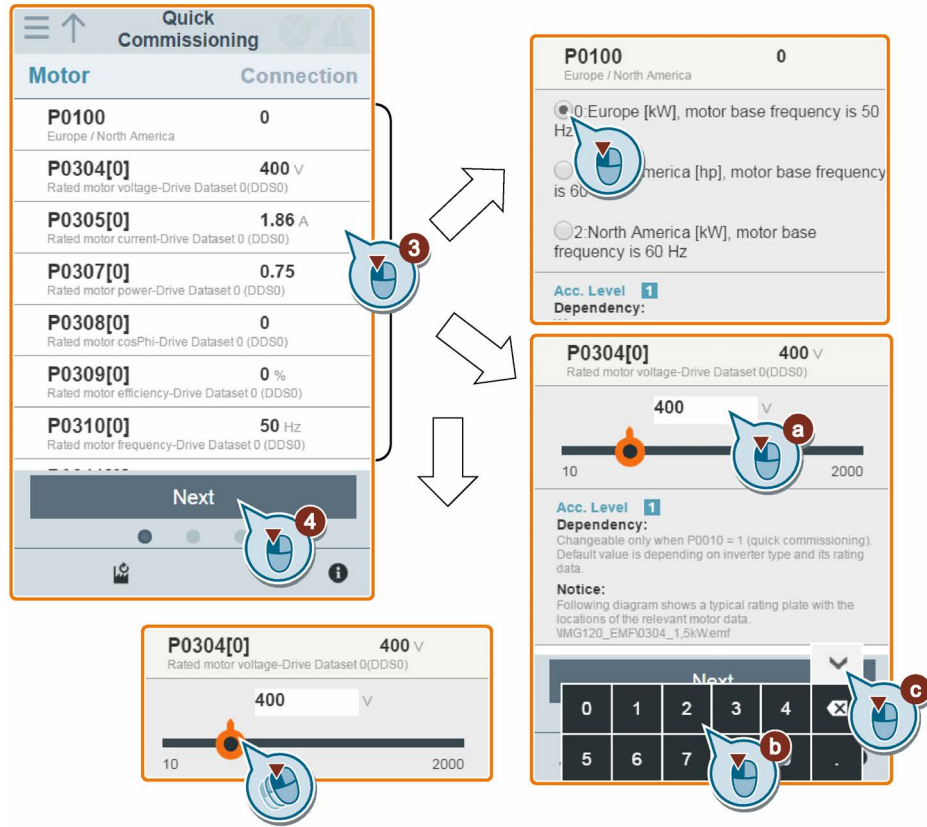 Quick
Commissioning
Motor
Connection
P0100 0
Europe / North America
P0304[0] 400 V
Rated motor voltage-Drive Dataset 0(DDS0)
P0305[0] 1.86 A
Rated motor current-Drive Dataset 0 (DDS0)
P0307[0] 0.75
Rated motor power-Drive Dataset 0 (DDS0)
P0308[0] 0
Rated motor cosPhi-Drive Dataset 0 (DDS0)
P0309[0] 0 %
Rated motor efficiency-Drive Dataset 0 (DDS0)
P0310[0] 50 Hz
Rated motor frequency-Drive Dataset 0 (DDS0)
3
Next
4
P0100 0
Europe / North America
0:Europe [kW], motor base frequency is 50
Hz
[hp], motor base frequency
is 60
2:North America [kW], motor base
frequency is 60 Hz
Acc. Level 1
Dependency:
P0304[0] 400 V
Rated motor voltage-Drive Dataset 0(DDS0)
400 V
a
10 2000
Acc. Level 1
Dependency:
Changeable only when P0010 = 1 (quick commissioning).
Default value is depending on inverter type and its rating
data.
Notice:
Following diagram shows a typical rating plate with the
locations of the relevant motor data.
\IMG120_EMF\0304_1,5kW.emf
c
0 1 2 3 4
b
5 6 7 .
P0304[0] 400 V
Rated motor voltage-Drive Dataset 0(DDS0)
400 V
10 2000